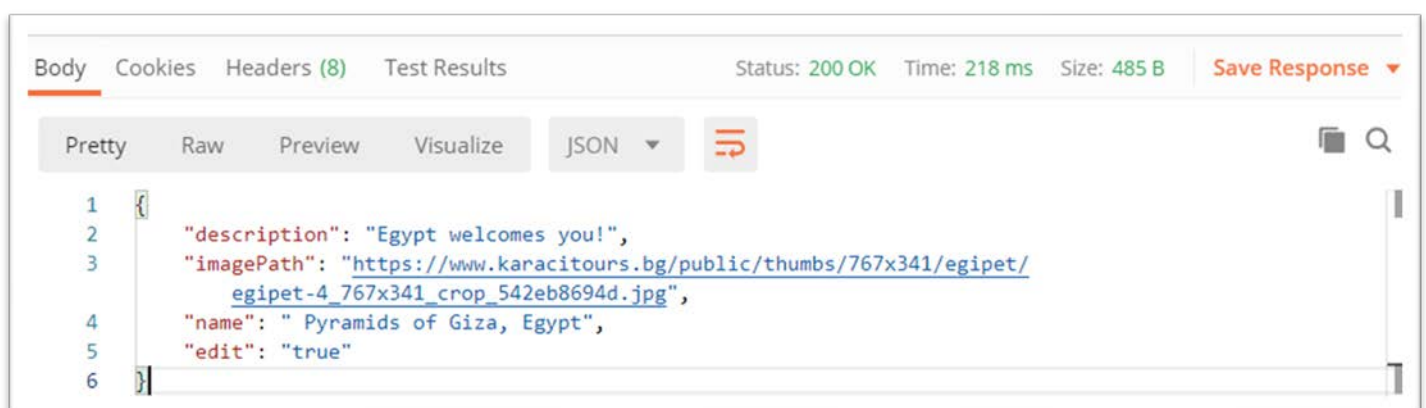 Body Cookies Headers (8) Test Results Status: 200 OK Time: 218 ms Size: 485 B Save Response
Pretty Raw Preview Visualize JSON
1 {
2 "description": "Egypt welcomes you!",
3 "imagePath": "https://www.karacitours.bg/public/thumbs/767x341/egipet/
egipet-4_767x341_crop_542eb8694d.jpg",
4 "name": " Pyramids of Giza, Egypt",
5 "edit": "true"
6 }